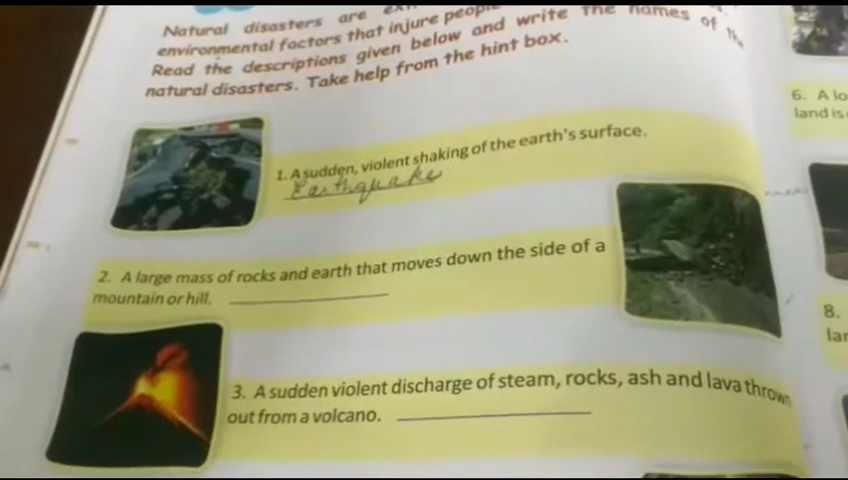 Natural disasters are
environmental factors that injure people
Read the descriptions given below and write the names of the
natural disasters. Take help from the hint box.
1. A sudden, violent shaking of the earth's surface.
Earthquake
2. A large mass of rocks and earth that moves down the side of a
mountain or hill.
3. A sudden violent discharge of steam, rocks, ash and lava thrown
out from a volcano.
6. A
land is
8.